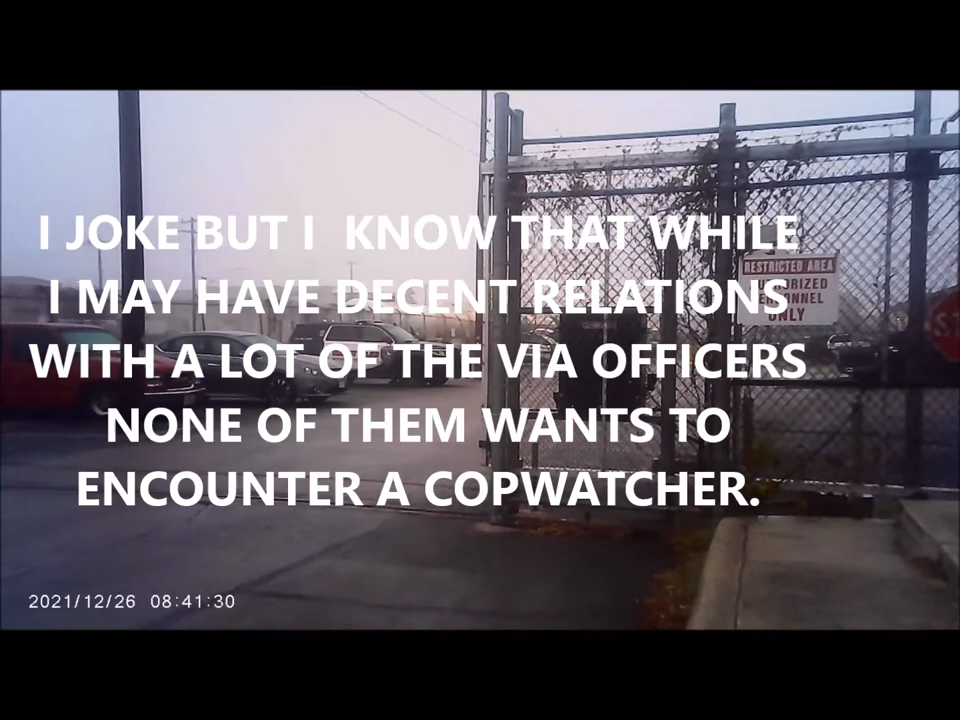 I JOKE BUT I  KNOW THAT WHILE
I MAY HAVE DECENT RELATIONS
WITH A LOT OF THE VIA OFFICERS
NONE OF THEM WANTS TO
ENCOUNTER A COPWATCHER.
RESTRICTED AREA
ONLY
2021/12/26 08:41:30